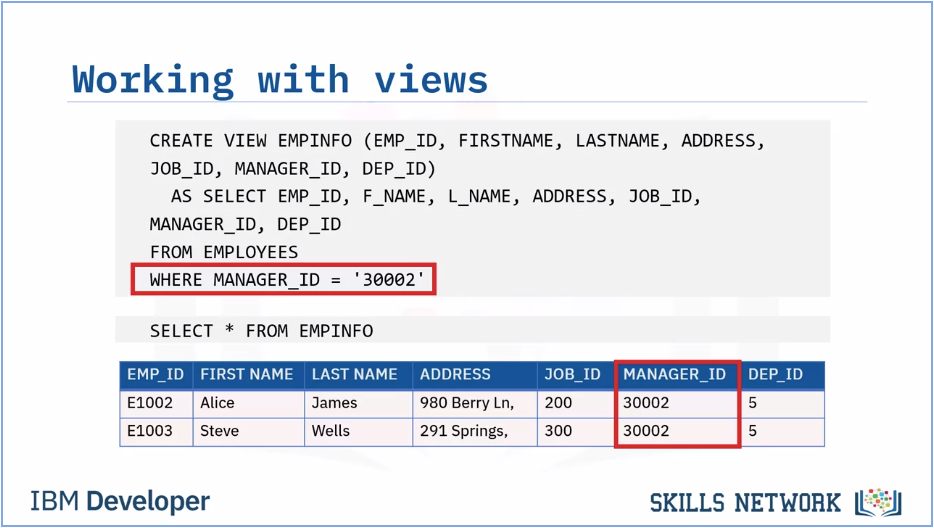 Working with views
CREATE VIEW EMPINFO (EMP_ID, FIRSTNAME, LASTNAME, ADDRESS,
JOB_ID, MANAGER_ID, DEP_ID)
AS SELECT EMP_ID, F_NAME, L_NAME, ADDRESS, JOB_ID,
MANAGER_ID, DEP_ID
FROM EMPLOYEES
WHERE MANAGER_ID = '30002'
SELECT * FROM EMPINFO
EMP_ID FIRST NAME LAST NAME ADDRESS JOB_ID MANAGER_ID DEP_ID
E1002 Alice James 980 Berry Ln, 200 30002 5
E1003 Steve Wells 291 Springs, 300 30002 5
IBM Developer
SKILLS NETWORK